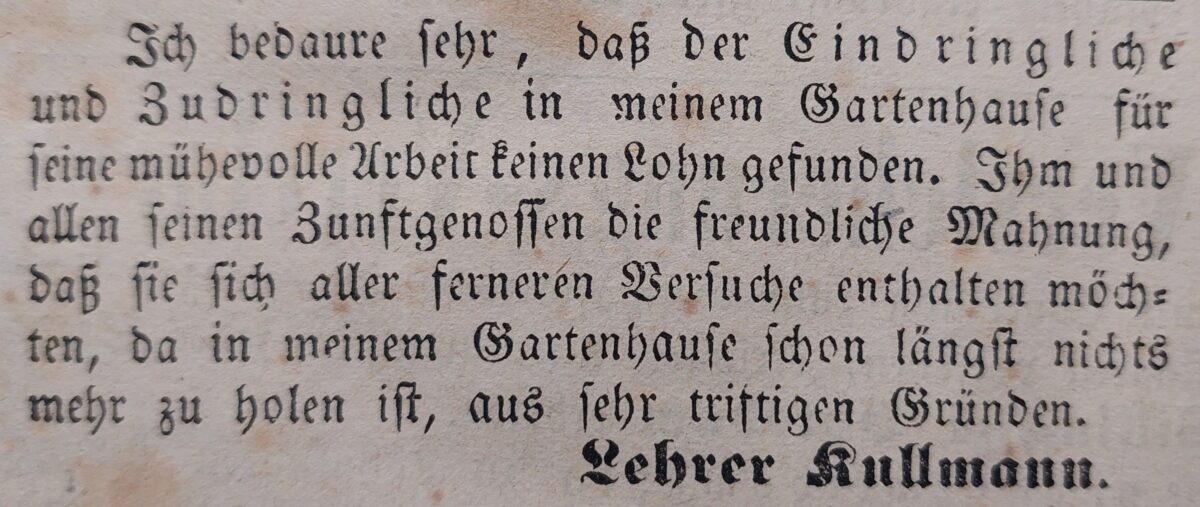 Ich bedaure sehr, daß der Eindringliche
und Zudringliche in meinem Gartenhause für
seine mühevolle Arbeit keinen Lohn gefunden. Ihm und
allen seinen Zunftgenossen die freundliche Mahnung,
daß sie sich aller ferneren Versuche enthalten möch-
ten, da in meinem Gartenhause schon längst nichts
mehr zu holen ist, aus sehr triftigen Gründen.
Lehrer Kullmann.